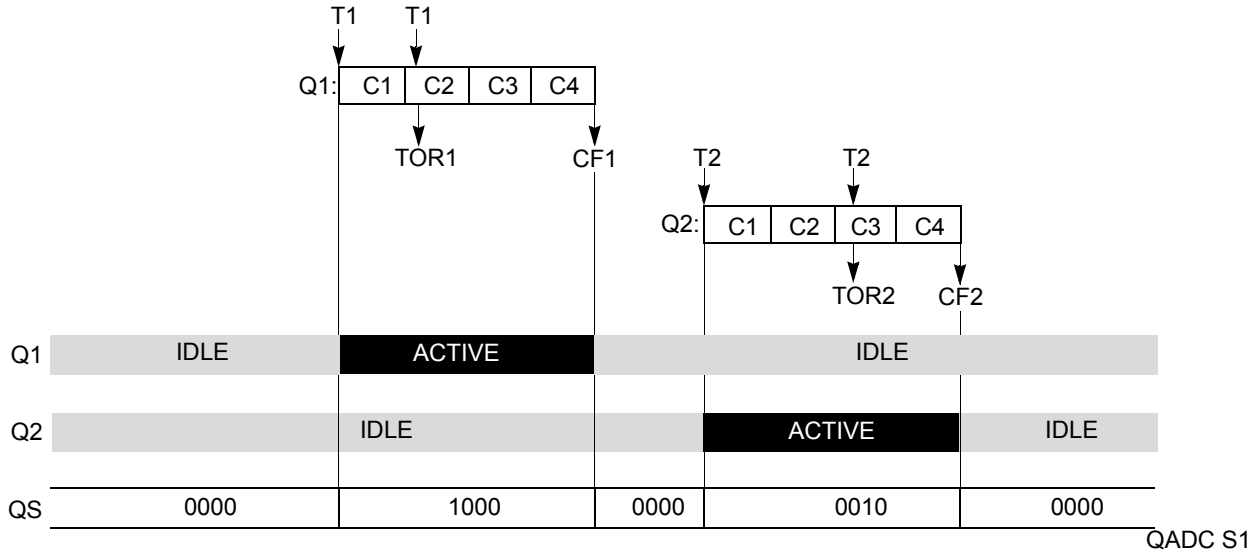 T1 T1
Q1: C1 C2 C3 C4
TOR1 CF1 T2 T2
Q2: C1 C2 C3 C4
TOR2 CF2
Q1 IDLE ACTIVE IDLE
Q2 IDLE ACTIVE IDLE
QS 0000 1000 0000 0010 0000
QADC S1